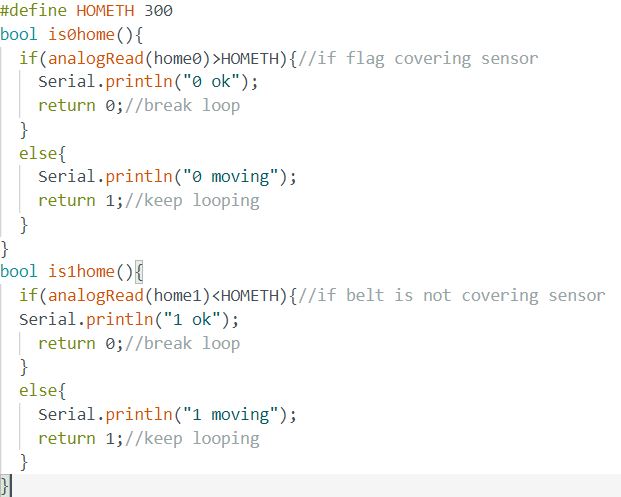 #define HOMETH 300
bool is0home(){
  if(analogRead(home0)>HOMETH){//if flag covering sensor
    Serial.println("0 ok");
    return 0;//break loop
  }
  else{
    Serial.println("0 moving");
    return 1;//keep looping
  }
}
bool is1home(){
  if(analogRead(home1)<HOMETH){//if belt is not covering sensor
  Serial.println("1 ok");
    return 0;//break loop
  }
  else{
    Serial.println("1 moving");
    return 1;//keep looping
  }
}